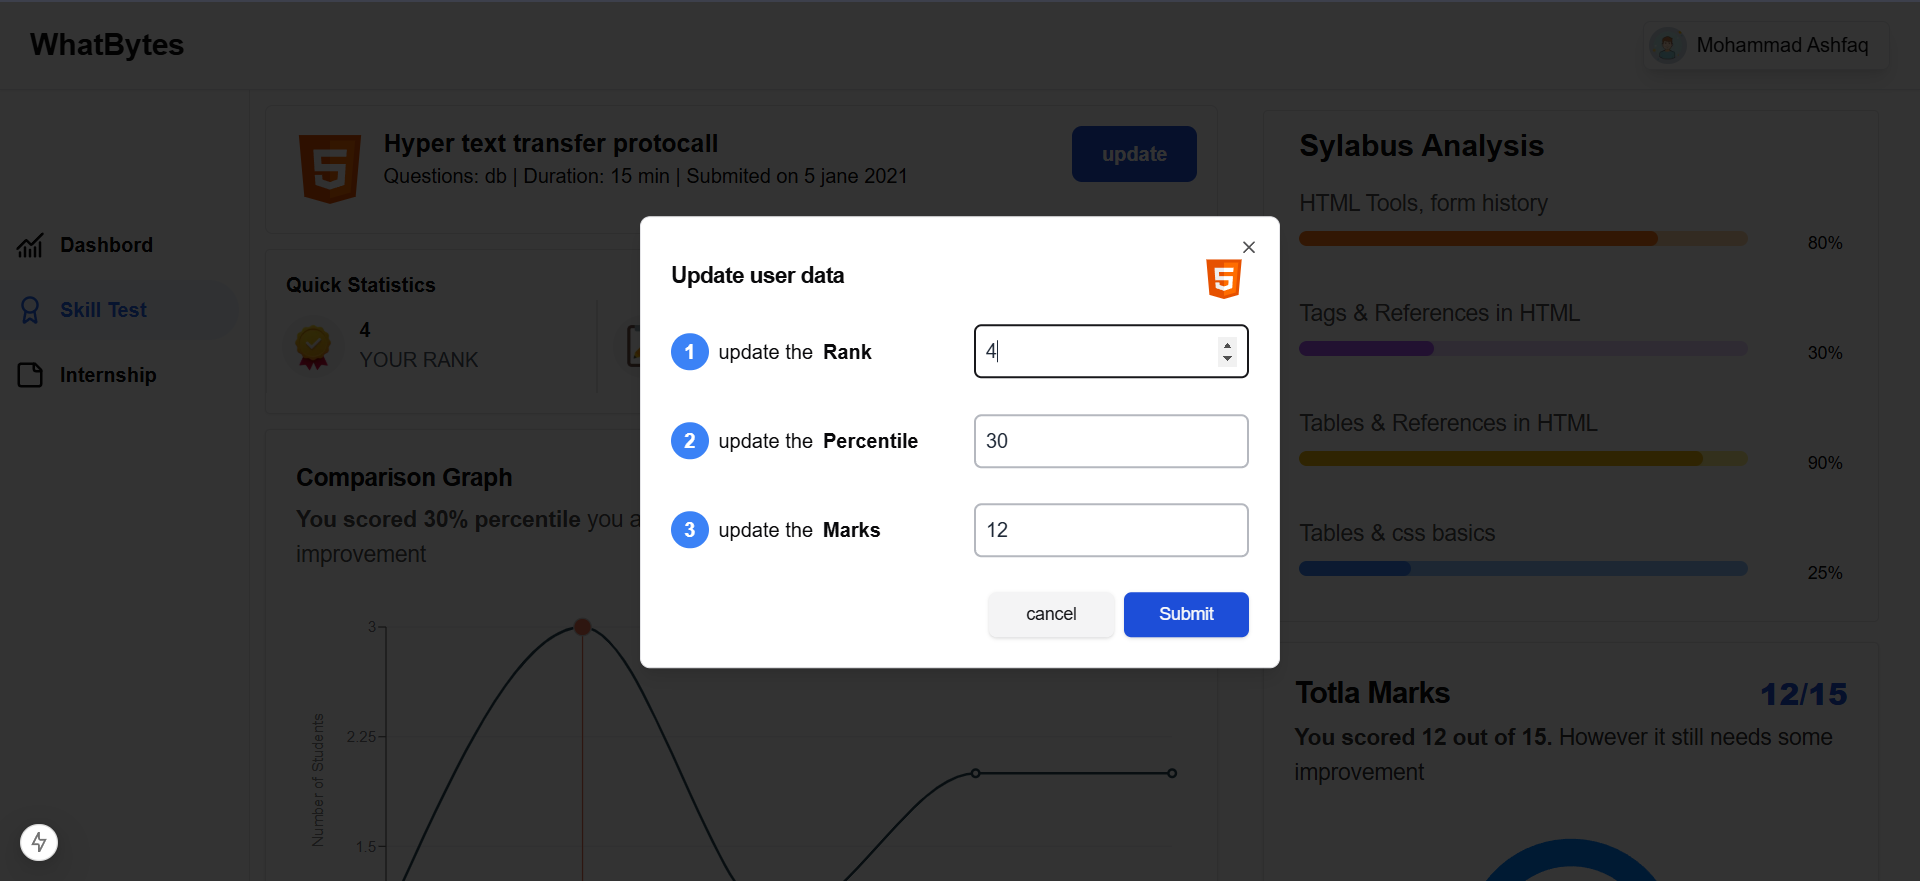 WhatBytes
Mohammad Ashfaq
Dashbord
Skill Test
Internship
Hyper text transfer protocall
Questions: db | Duration: 15 min | Submited on 5 jane 2021
update
Quick Statistics
4
YOUR RANK
Comparison Graph
You scored 30% percentile you a
improvement
Number of Students
3
2.25
1.5
Update user data
1 update the Rank 4
2 update the Percentile 30
3 update the Marks 12
cancel Submit
Sylabus Analysis
HTML Tools, form history
80%
Tags & References in HTML
30%
Tables & References in HTML
90%
Tables & css basics
25%
Totla Marks 12/15
You scored 12 out of 15. However it still needs some
improvement